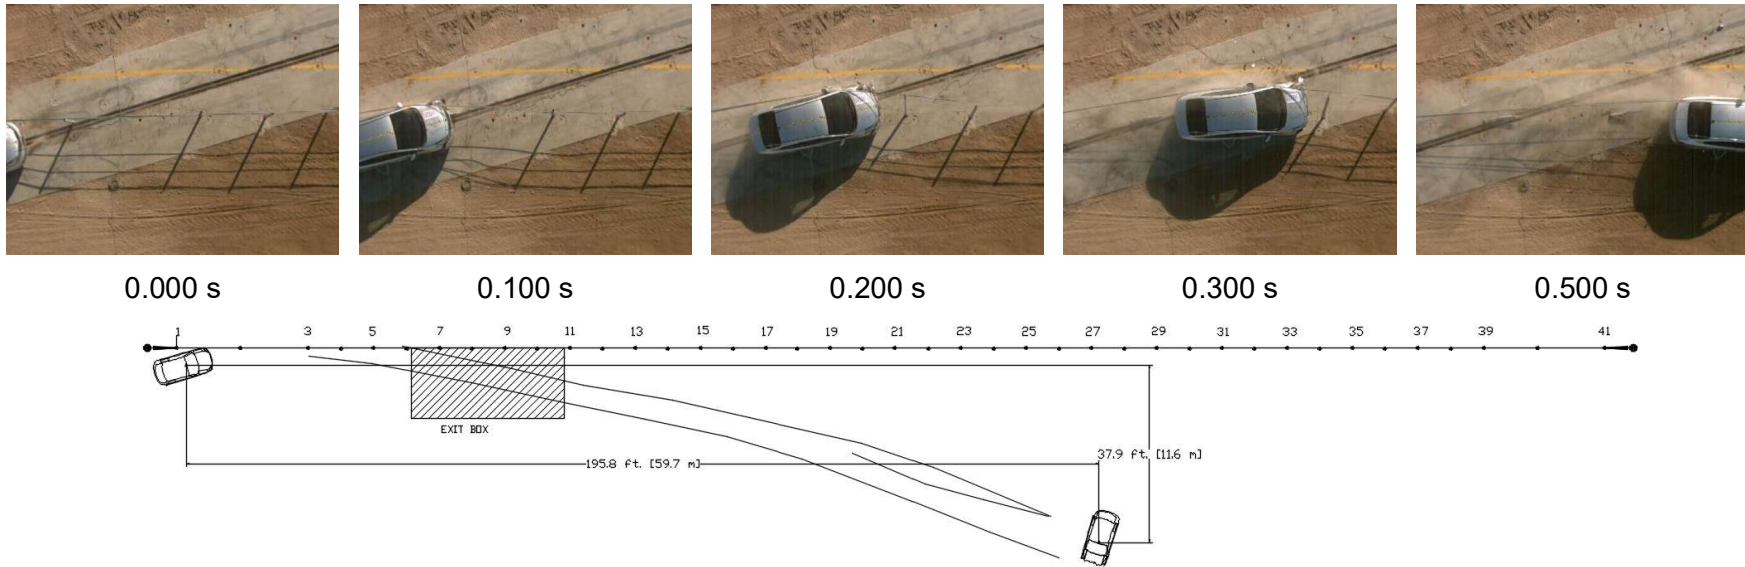 0.000 s
0.100 s
0.200 s
0.300 s
0.500 s
1 3 5 7 9 11 13 15 17 19 21 23 25 27 29 31 33 35 37 39 41
EXIT BOX
37.9 ft. [11.6 m]
195.8 ft. [59.7 m]